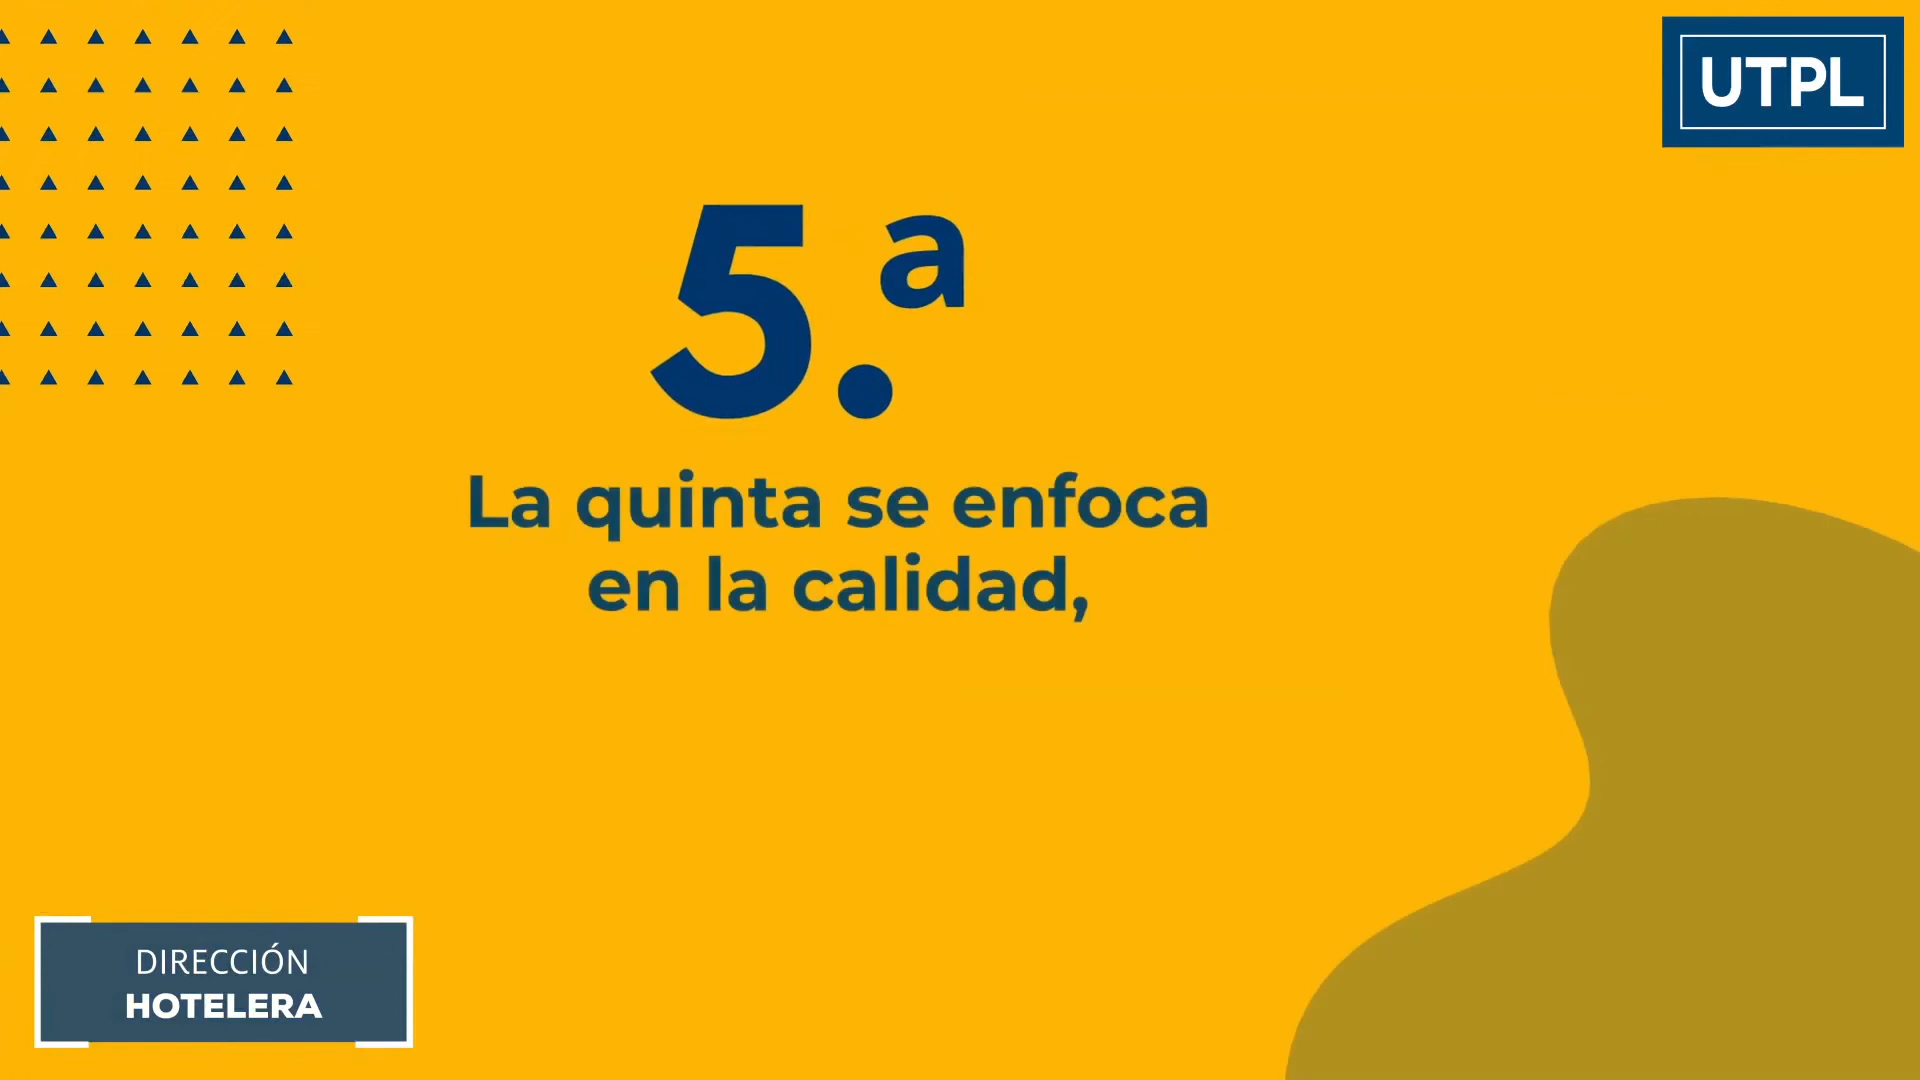 UTPL
5.ª
La quinta se enfoca
en la calidad,
DIRECCIÓN
HOTELERA